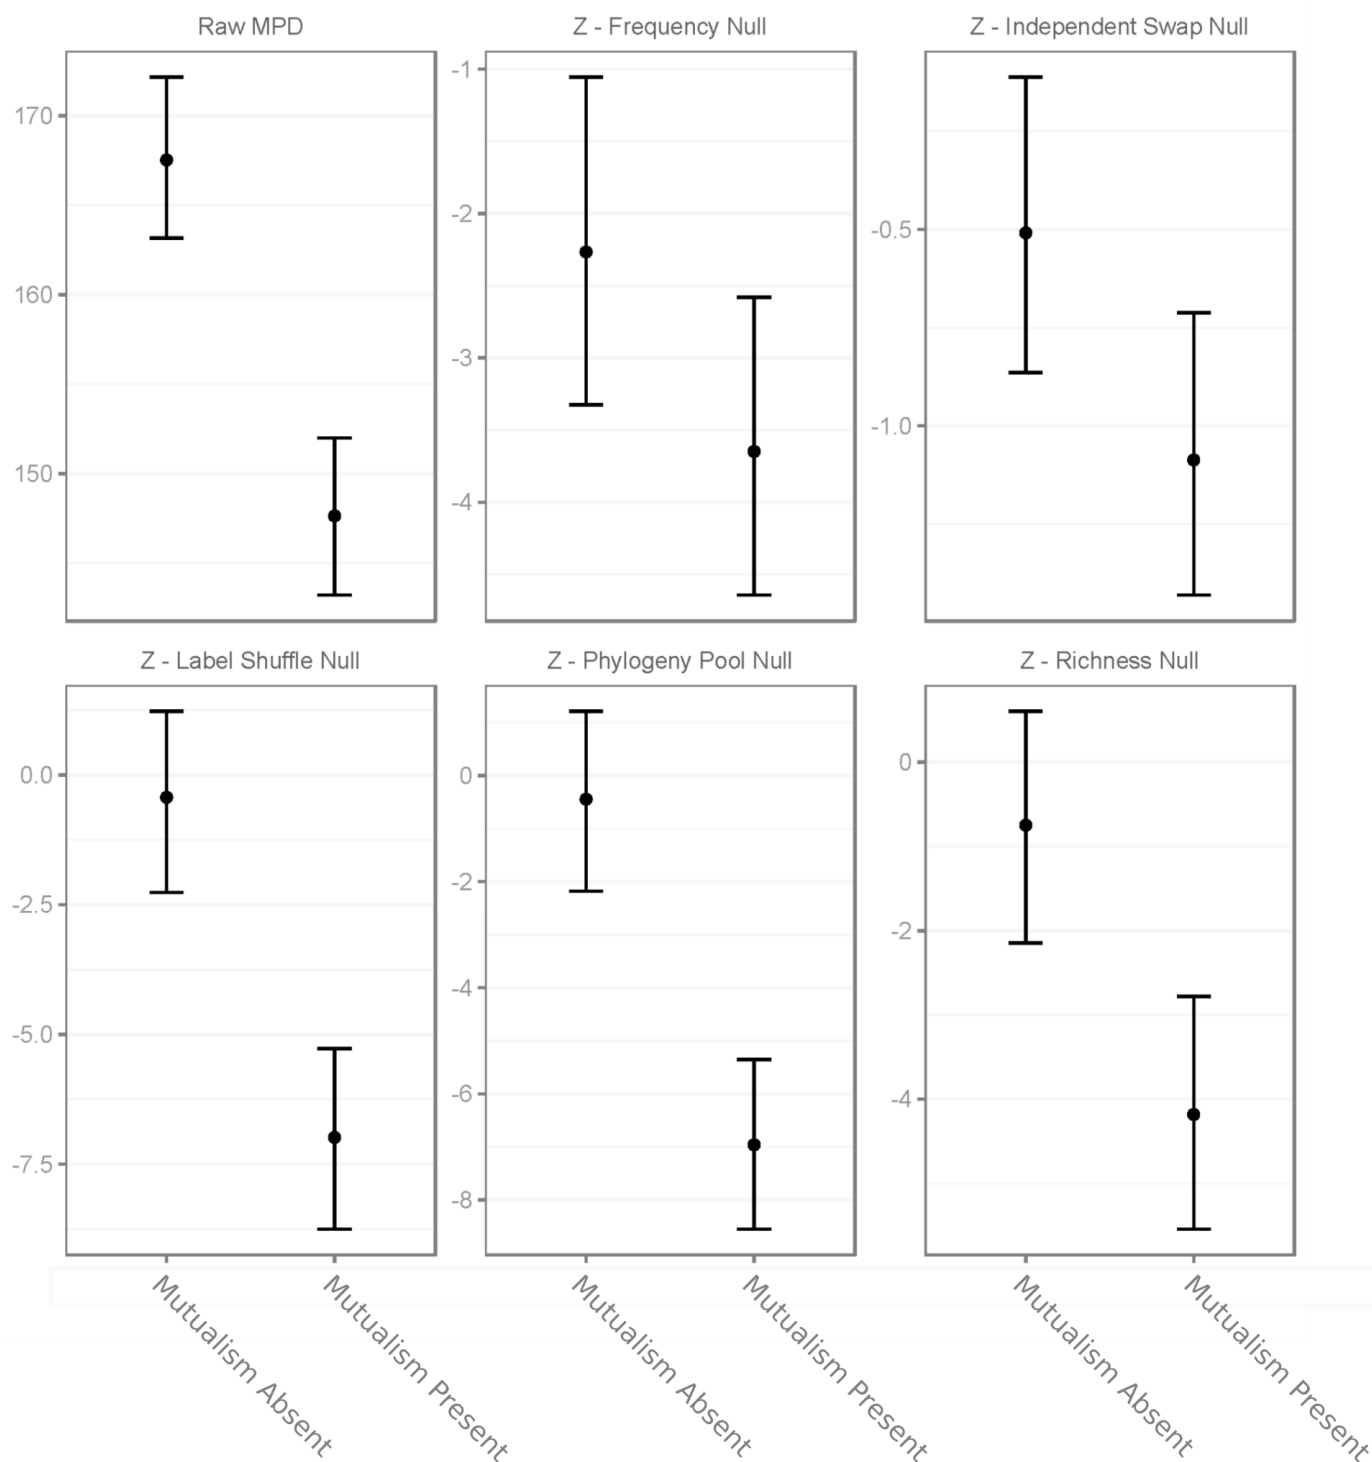 Raw MPD
Z - Frequency Null
Z - Independent Swap Null
170
160
150
-1
-2
-3
-4
-0.5
-1.0
Z - Label Shuffle Null
Z - Phylogeny Pool Null
Z - Richness Null
0.0
-2.5
-5.0
-7.5
0
-2
-4
-6
-8
0
-2
-4
Mutualism Absent
Mutualism Present
Mutualism Absent
Mutualism Present
Mutualism Absent
Mutualism Present